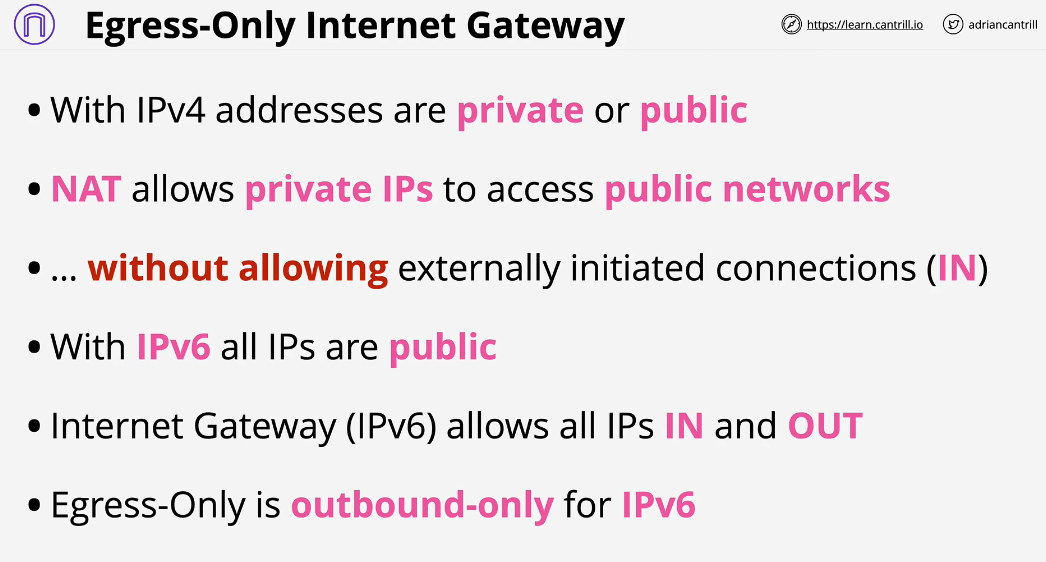 Egress-Only Internet Gateway
https://learn.cantrill.io
adriancantrill
• With IPv4 addresses are private or public
• NAT allows private IPs to access public networks
• ... without allowing externally initiated connections (IN)
• With IPv6 all IPs are public
• Internet Gateway (IPv6) allows all IPs IN and OUT
• Egress-Only is outbound-only for IPv6